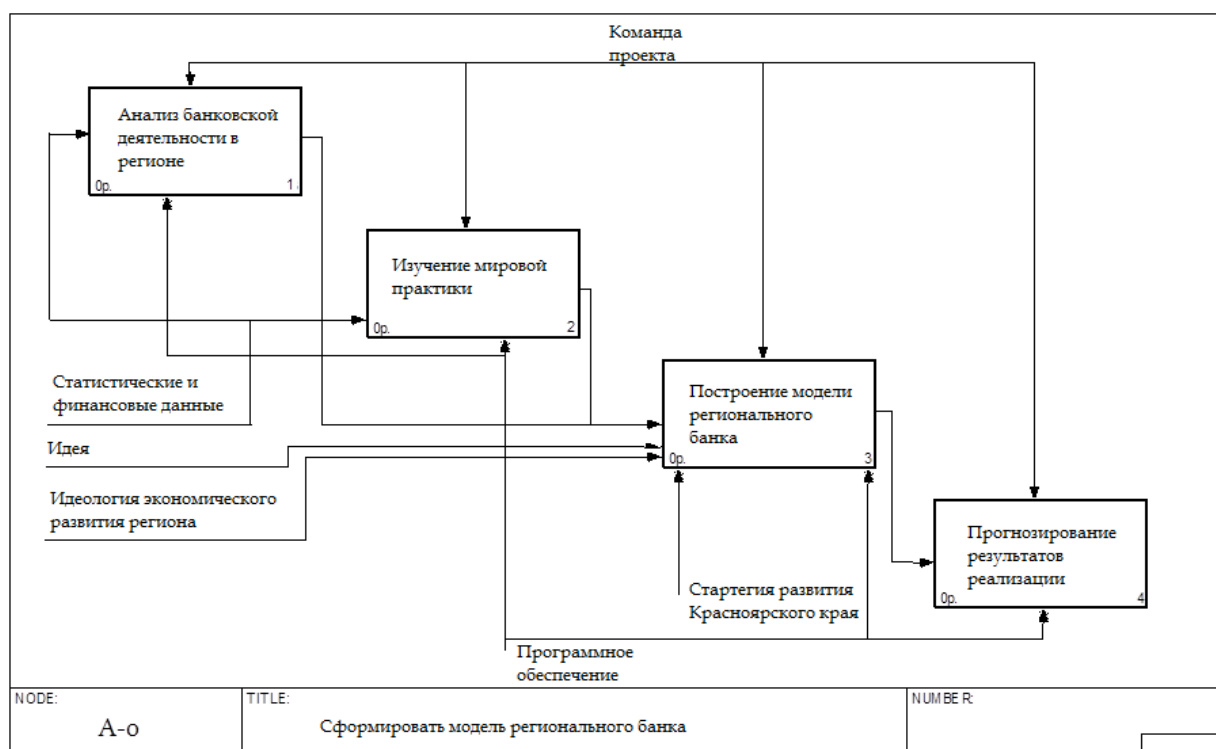 Команда
проекта
Анализ банковской
деятельности в
регионе
0р.
1
Изучение мировой
практики
0р.
2
Статистические и
финансовые данные
Построение модели
регионального
банка
0р.
3
Идея
Идеология экономического
развития региона
Прогнозирование
результатов
реализации
0р.
4
Стартегия развития
Красноярского края
Программное
обеспечение
NODE:
А-о
TITLE:
Сформировать модель регионального банка
NUMBER: